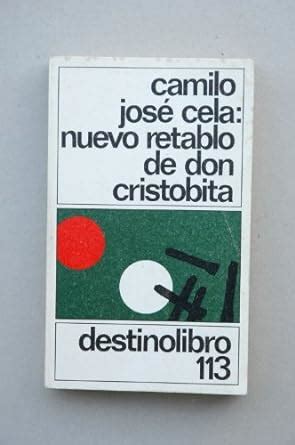 camilo
josé cela:
nuevo retablo
de don
cristobita
destinolibro
113